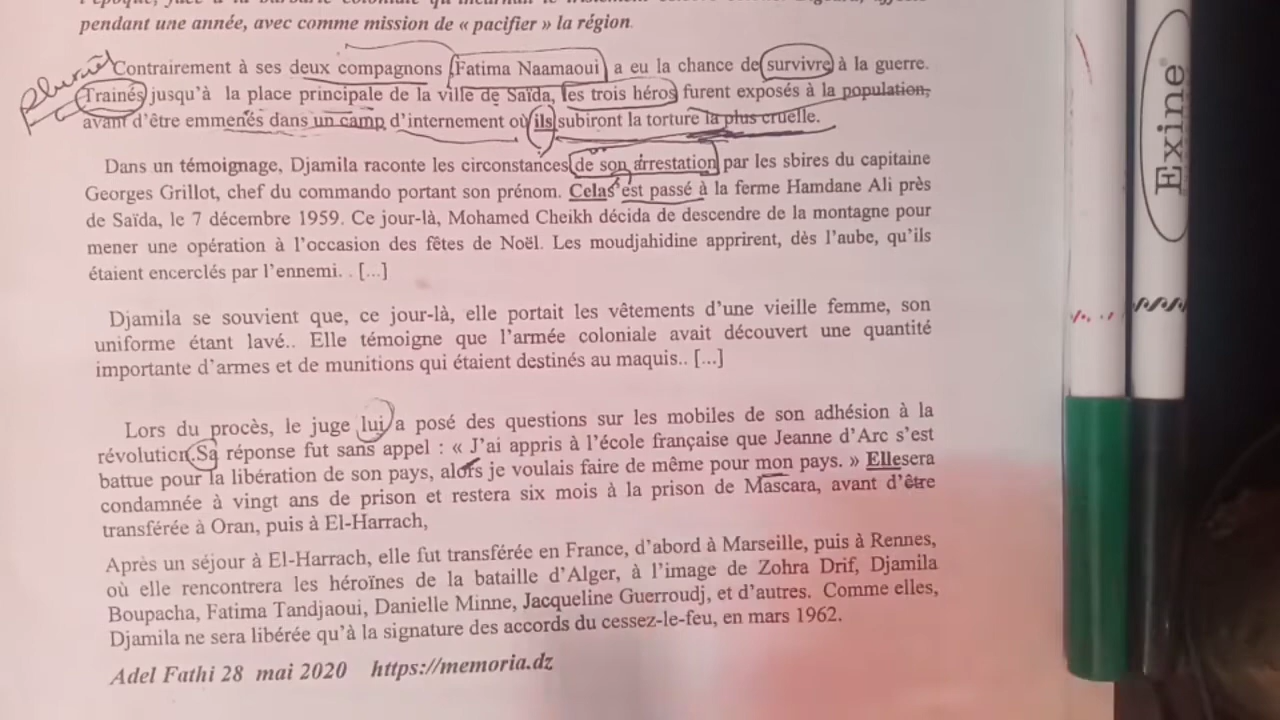 pendant une année, avec comme mission de « pacifier » la région.
Contrairement à ses deux compagnons Fatima Naamaoui a eu la chance de survivre à la guerre.
Trainés jusqu'à la place principale de la ville de Saïda, les trois héros furent exposés à la population,
avant d'être emmenés dans un camp d'internement où ils subiront la torture la plus cruelle.
pluriel
Dans un témoignage, Djamila raconte les circonstances de son arrestation par les sbires du capitaine
Georges Grillot, chef du commando portant son prénom. Celas'est passé à la ferme Hamdane Ali près
de Saïda, le 7 décembre 1959. Ce jour-là, Mohamed Cheikh décida de descendre de la montagne pour
mener une opération à l'occasion des fêtes de Noël. Les moudjahidine apprirent, dès l'aube, qu'ils
étaient encerclés par l'ennemi. . [...]
Djamila se souvient que, ce jour-là, elle portait les vêtements d'une vieille femme, son
uniforme étant lavé.. Elle témoigne que l'armée coloniale avait découvert une quantité
importante d'armes et de munitions qui étaient destinés au maquis.. [...]
Lors du procès, le juge lui a posé des questions sur les mobiles de son adhésion à la
révolution.Sa réponse fut sans appel : « J'ai appris à l'école française que Jeanne d'Arc s'est
battue pour la libération de son pays, alors je voulais faire de même pour mon pays. » Ellesera
condamnée à vingt ans de prison et restera six mois à la prison de Mascara, avant d'être
transférée à Oran, puis à El-Harrach,
Après un séjour à El-Harrach, elle fut transférée en France, d'abord à Marseille, puis à Rennes,
où elle rencontrera les héroïnes de la bataille d'Alger, à l'image de Zohra Drif, Djamila
Boupacha, Fatima Tandjaoui, Danielle Minne, Jacqueline Guerroudj, et d'autres. Comme elles,
Djamila ne sera libérée qu'à la signature des accords du cessez-le-feu, en mars 1962.
Adel Fathi 28 mai 2020 https://memoria.dz
Exine